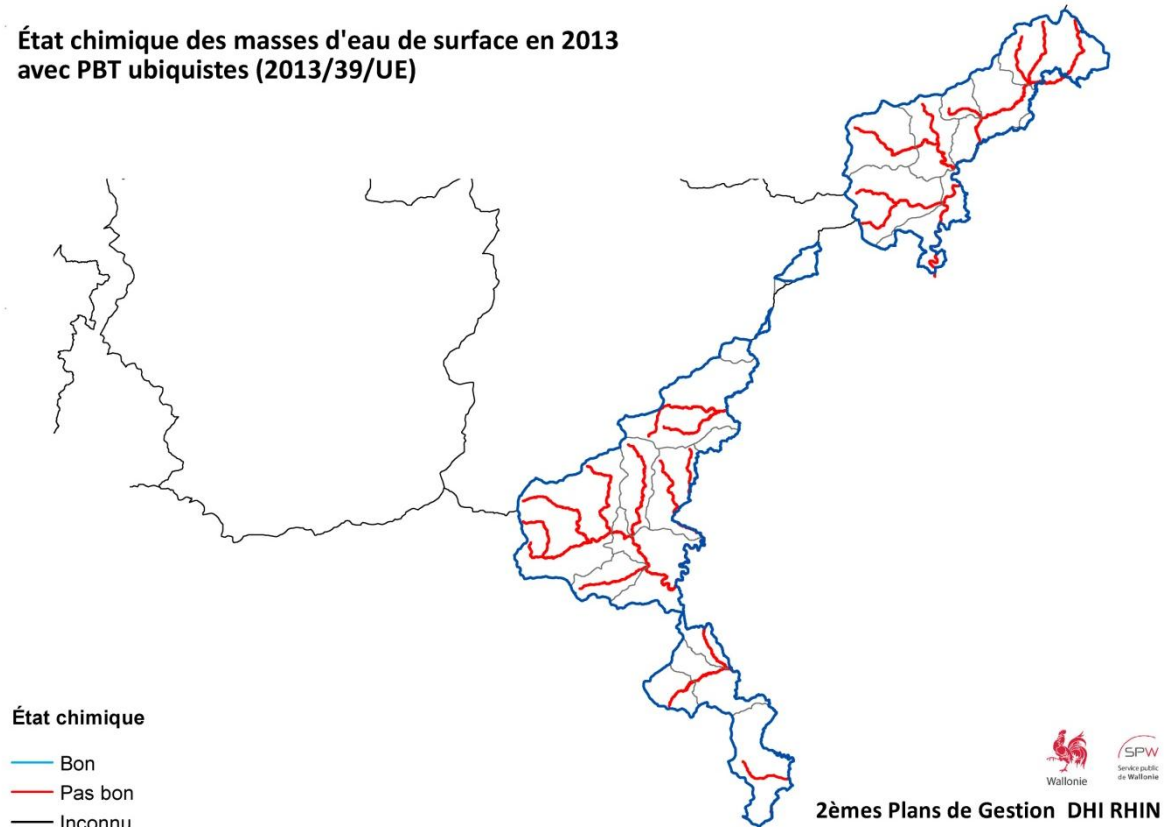 État chimique des masses d'eau de surface en 2013
avec PBT ubiquistes (2013/39/UE)
État chimique
Bon
Pas bon
Inconnu
Wallonie
SPW
Service public
de Wallonie
2èmes Plans de Gestion DHI RHIN